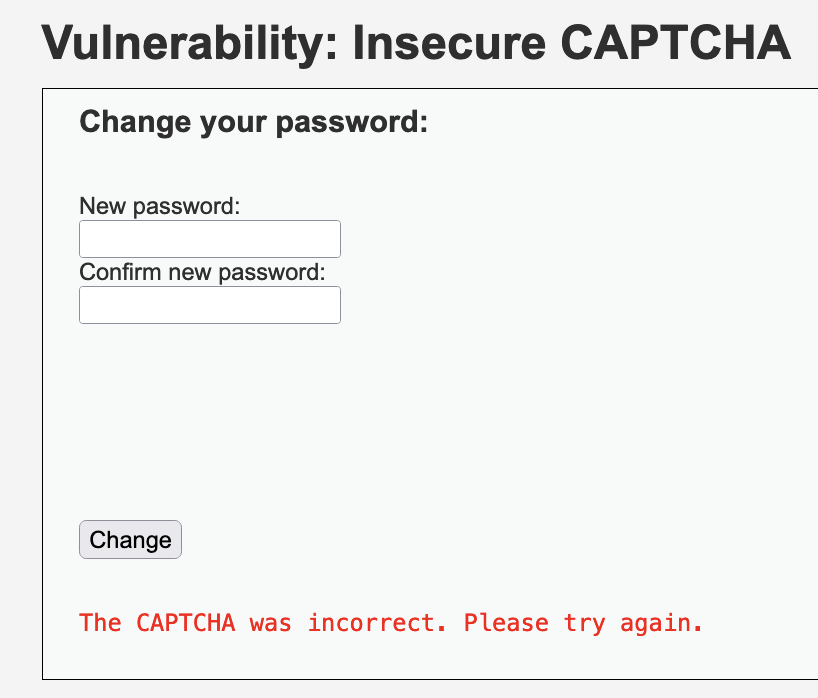 Vulnerability: Insecure CAPTCHA
Change your password:
New password:
Confirm new password:
Change
The CAPTCHA was incorrect. Please try again.